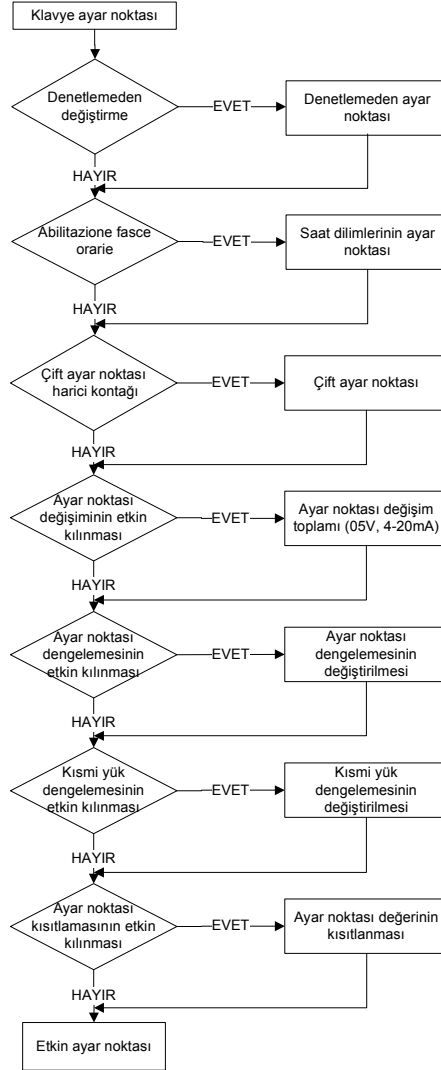 Klavye ayar noktası
Denetlemeden
değiştirme
EVET
Denetlemeden ayar
noktası
HAYIR
Abilitazione fasce
orarie
EVET
Saat dilimlerinin ayar
noktası
HAYIR
Çift ayar noktası
harici kontağı
EVET
Çift ayar noktası
HAYIR
Ayar noktası
değişiminin etkin
kılınması
EVET
Ayar noktası değişim
toplamı (05V, 4-20mA)
HAYIR
Ayar noktası
dengelemesinin
etkin kılınması
EVET
Ayar noktası
dengelemesinin
değiştirilmesi
HAYIR
Kısmi yük
dengelemesinin
etkin kılınması
EVET
Kısmi yük
dengelemesinin
değiştirilmesi
HAYIR
Ayar noktası
kısıtlamasının etkin
kılınması
EVET
Ayar noktası değerinin
kısıtlanması
HAYIR
Etkin ayar noktası